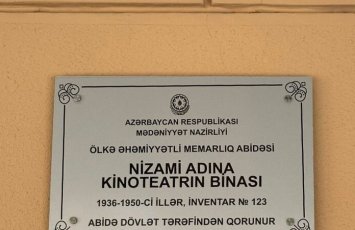 AZƏRBAYCAN RESPUBLİKASI
MƏDƏNİYYƏT NAZİRLİYİ
ÖLKƏ ƏHƏMİYYƏTLİ MEMARLIQ ABİDƏSİ
NİZAMİ ADINA
KİNOTEATRIN BİNASI
1936-1950-Cİ İLLƏR, İNVENTAR № 123
ABİDƏ DÖVLƏT TƏRƏFİNDƏN QORUNUR